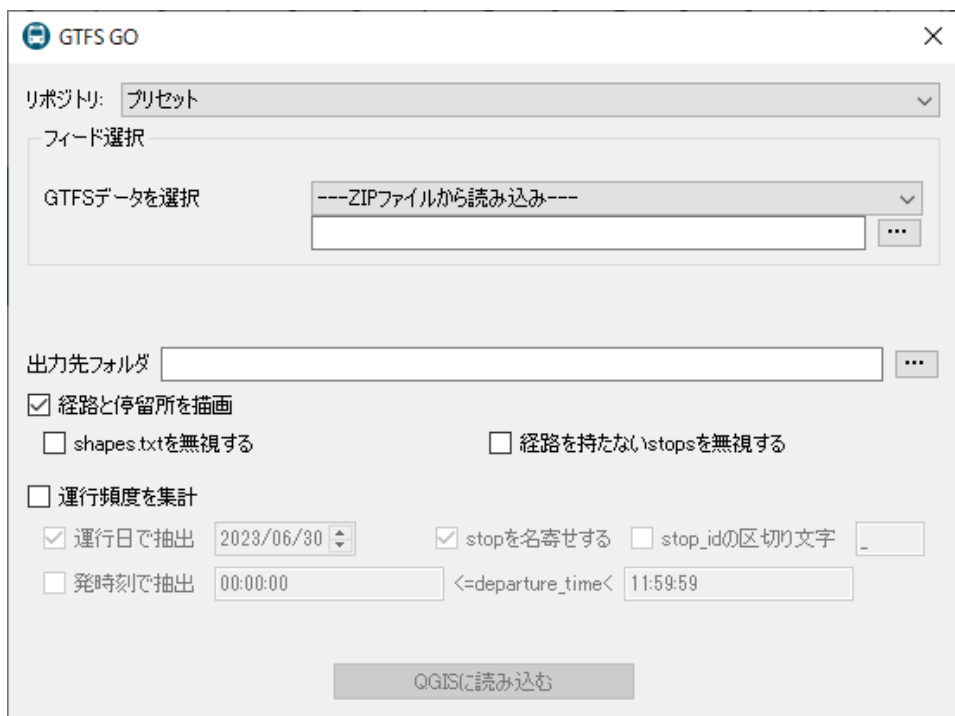 GTFS GO
リポジトリ: プリセット
フィード選択
GTFSデータを選択 ---ZIPファイルから読み込み---
...
出力先フォルダ ...
経路と停留所を描画
shapes.txtを無視する 経路を持たないstopsを無視する
運行頻度を集計
運行日で抽出 2023/06/30 stopを名寄せする stop_idの区切り文字 _
発時刻で抽出 00:00:00 <=departure_time< 11:59:59
QGISに読み込む